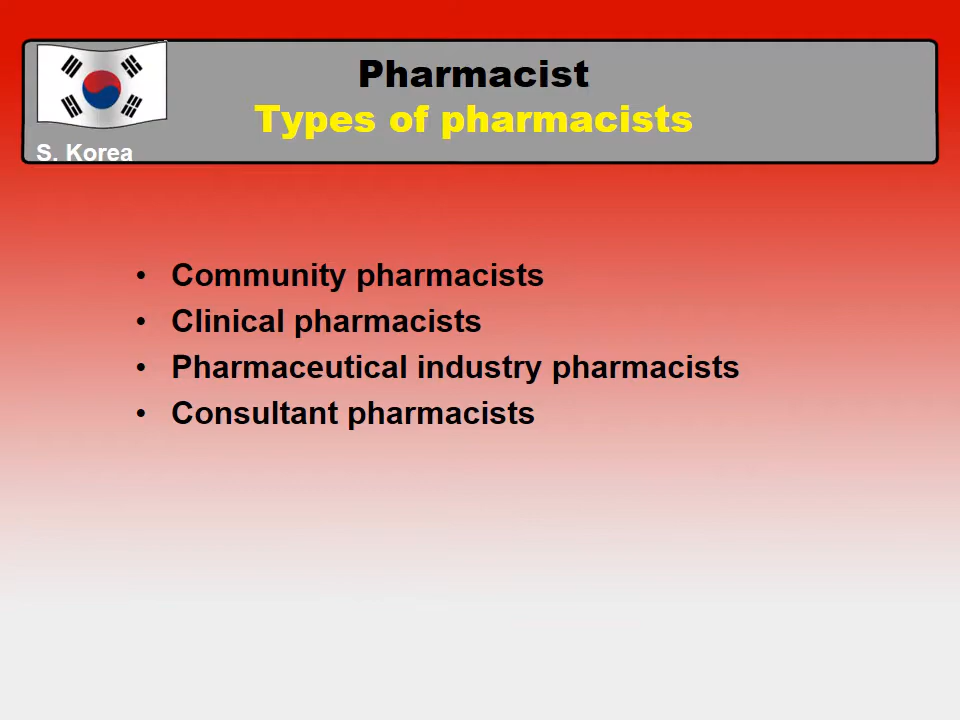 Pharmacist
Types of pharmacists
S. Korea
• Community pharmacists
• Clinical pharmacists
• Pharmaceutical industry pharmacists
• Consultant pharmacists